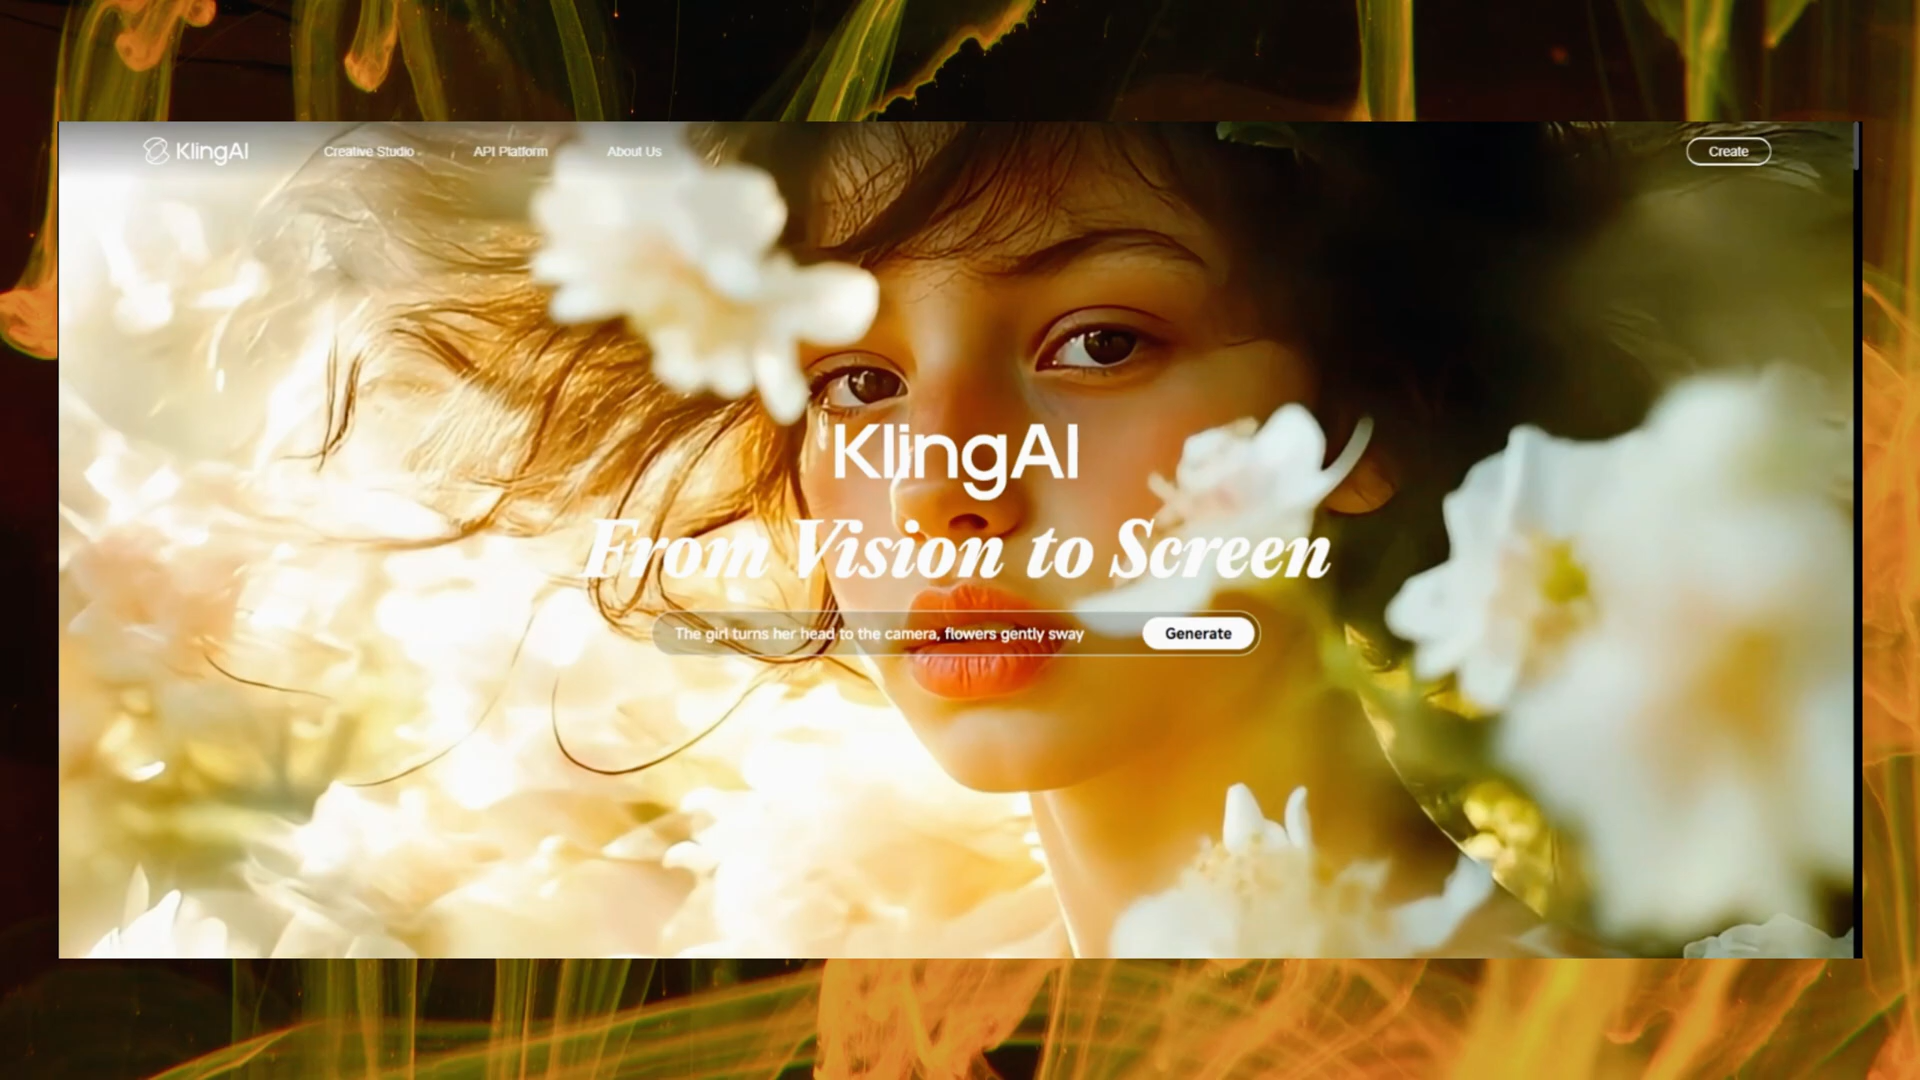 KlingAI
Creative Studio
API Platform
About Us
Create
KlingAI
From Vision to Screen
The girl turns her head to the camera, flowers gently sway
Generate